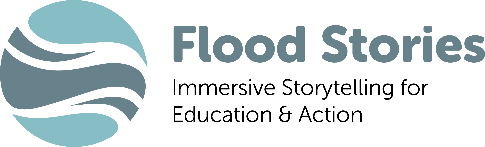 Flood Stories
Immersive Storytelling for
Education & Action